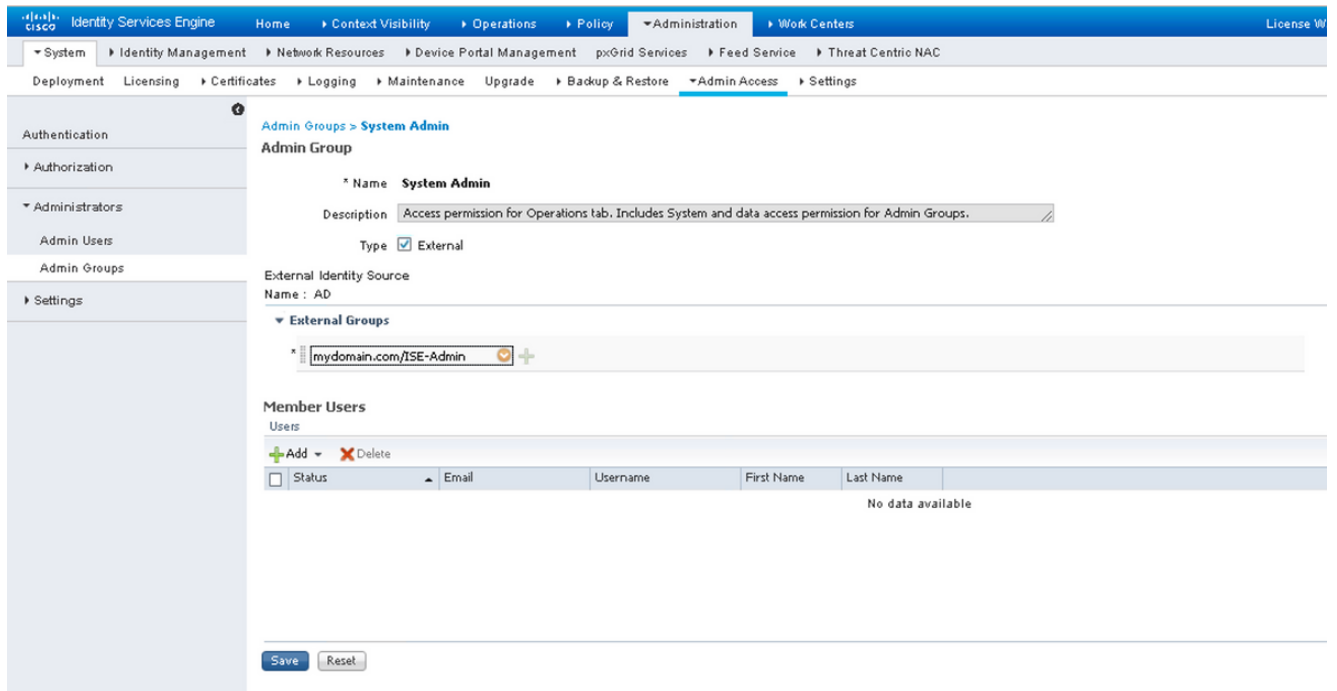 cisco Identity Services Engine Home Context Visibility Operations Policy Administration Work Centers License W
System Identity Management Network Resources Device Portal Management pxGrid Services Feed Service Threat Centric NAC
Deployment Licensing Certificates Logging Maintenance Upgrade Backup & Restore Admin Access Settings
Authentication
Authorization
Administrators
Admin Users
Admin Groups
Settings
Admin Groups > System Admin
Admin Group
* Name System Admin
Description Access permission for Operations tab. Includes System and data access permission for Admin Groups.
Type External
External Identity Source
Name : AD
External Groups
* mydomain.com/ISE-Admin
Member Users
Users
Add Delete
Status Email Username First Name Last Name
No data available
Save Reset